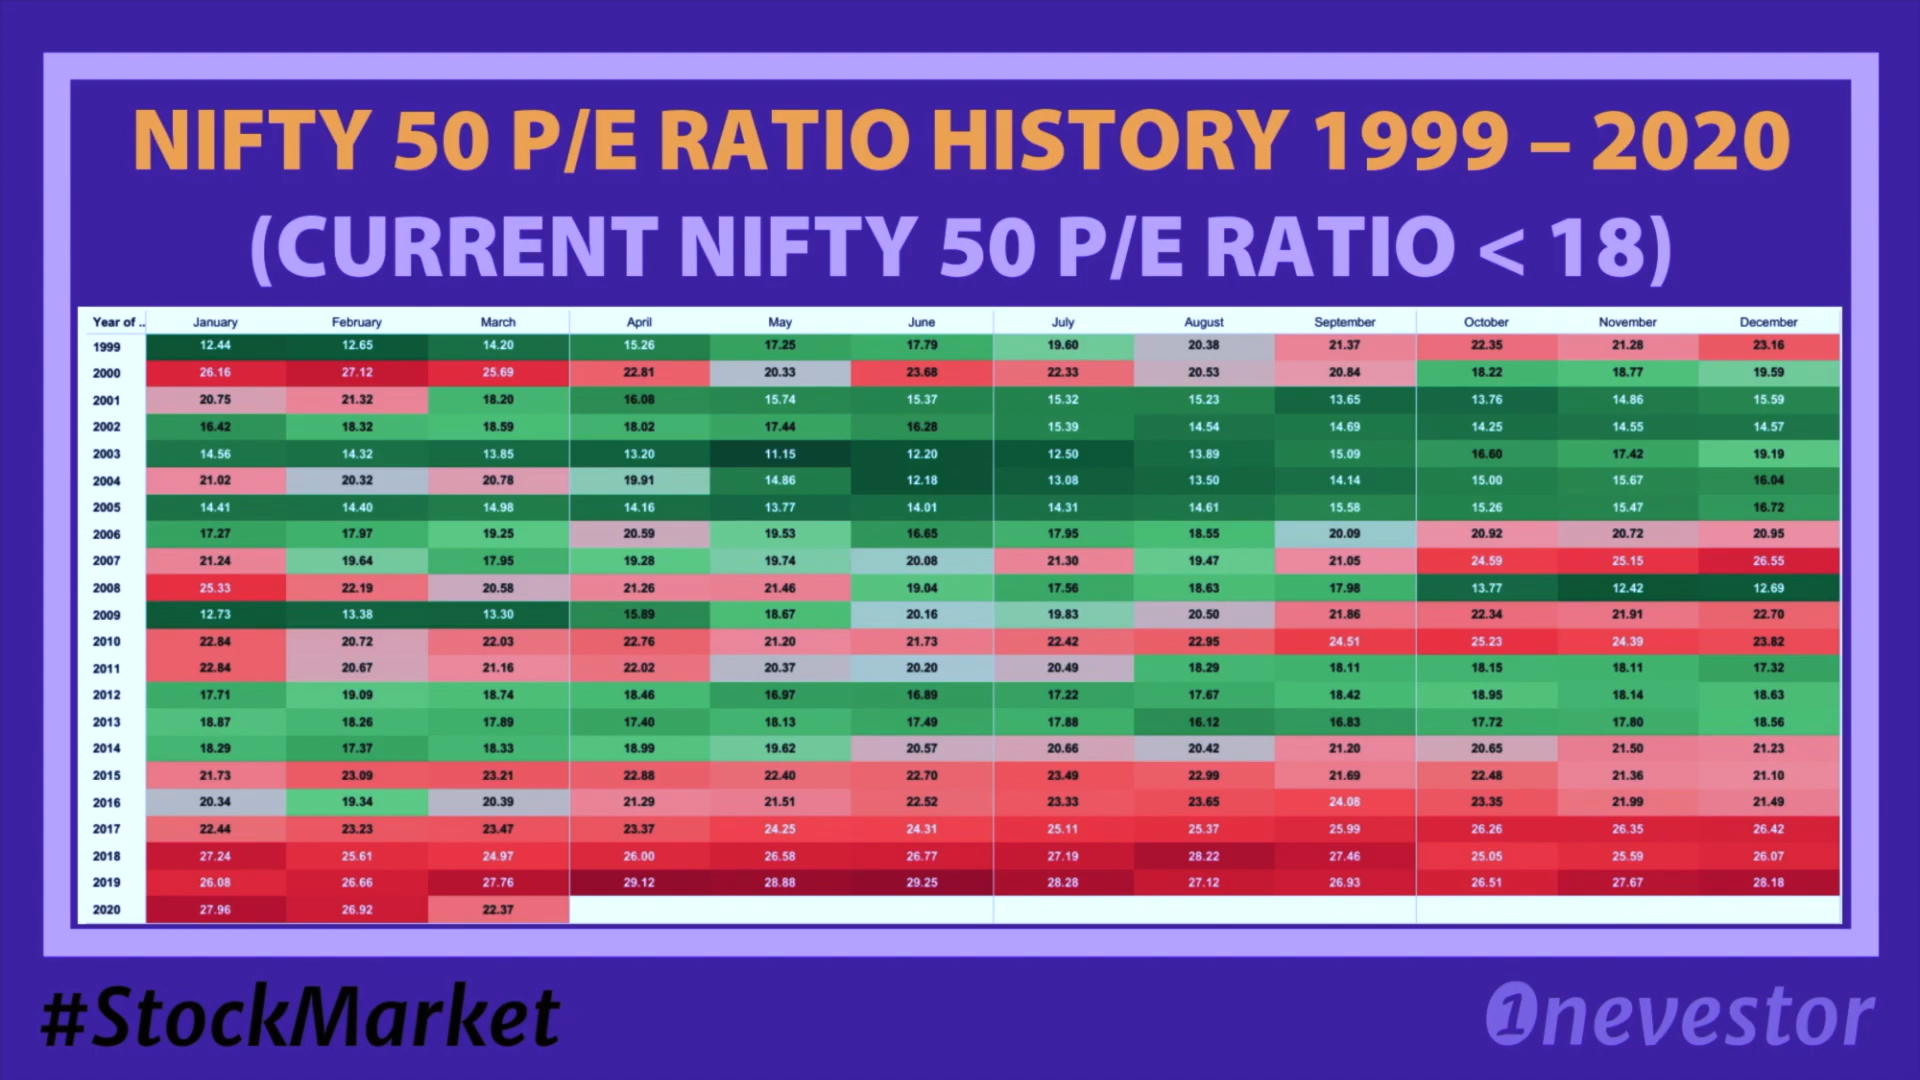 NIFTY 50 P/E RATIO HISTORY 1999 – 2020
(CURRENT NIFTY 50 P/E RATIO < 18)
Year of .. January February March April May June July August September October November December
1999 12.44 12.65 14.20 15.26 17.25 17.79 19.60 20.38 21.37 22.35 21.28 23.16
2000 26.16 27.12 25.69 22.81 20.33 23.68 22.33 20.53 20.84 18.22 18.77 19.59
2001 20.75 21.32 18.20 16.08 15.74 15.37 15.32 15.23 13.65 13.76 14.86 15.59
2002 16.42 18.32 18.59 18.02 17.44 16.28 15.39 14.54 14.69 14.25 14.55 14.57
2003 14.56 14.32 13.85 13.20 11.15 12.20 12.50 13.89 15.09 16.60 17.42 19.19
2004 21.02 20.32 20.78 19.91 14.86 12.18 13.08 13.50 14.14 15.00 15.67 16.04
2005 14.41 14.40 14.98 14.16 13.77 14.01 14.31 14.61 15.58 15.26 15.47 16.72
2006 17.27 17.97 19.25 20.59 19.53 16.65 17.95 18.55 20.09 20.92 20.72 20.95
2007 21.24 19.64 17.95 19.28 19.74 20.08 21.30 19.47 21.05 24.59 25.15 26.55
2008 25.33 22.19 20.58 21.26 21.46 19.04 17.56 18.63 17.98 13.77 12.42 12.69
2009 12.73 13.38 13.30 15.89 18.67 20.16 19.83 20.50 21.86 22.34 21.91 22.70
2010 22.84 20.72 22.03 22.76 21.20 21.73 22.42 22.95 24.51 25.23 24.39 23.82
2011 22.84 20.67 21.16 22.02 20.37 20.20 20.49 18.29 18.11 18.15 18.11 17.32
2012 17.71 19.09 18.74 18.46 16.97 16.89 17.22 17.67 18.42 18.95 18.14 18.63
2013 18.87 18.26 17.89 17.40 18.13 17.49 17.88 16.12 16.83 17.72 17.80 18.56
2014 18.29 17.37 18.33 18.99 19.62 20.57 20.66 20.42 21.20 20.65 21.50 21.23
2015 21.73 23.09 23.21 22.88 22.40 22.70 23.49 22.99 21.69 22.48 21.36 21.10
2016 20.34 19.34 20.39 21.29 21.51 22.52 23.33 23.65 24.08 23.35 21.99 21.49
2017 22.44 23.23 23.47 23.37 24.25 24.31 25.11 25.37 25.99 26.26 26.35 26.42
2018 27.24 25.61 24.97 26.00 26.58 26.77 27.19 28.22 27.46 25.05 25.59 26.07
2019 26.08 26.66 27.76 29.12 28.88 29.25 28.28 27.12 26.93 26.51 27.67 28.18
2020 27.96 26.92 22.37
#StockMarket
1nevestor